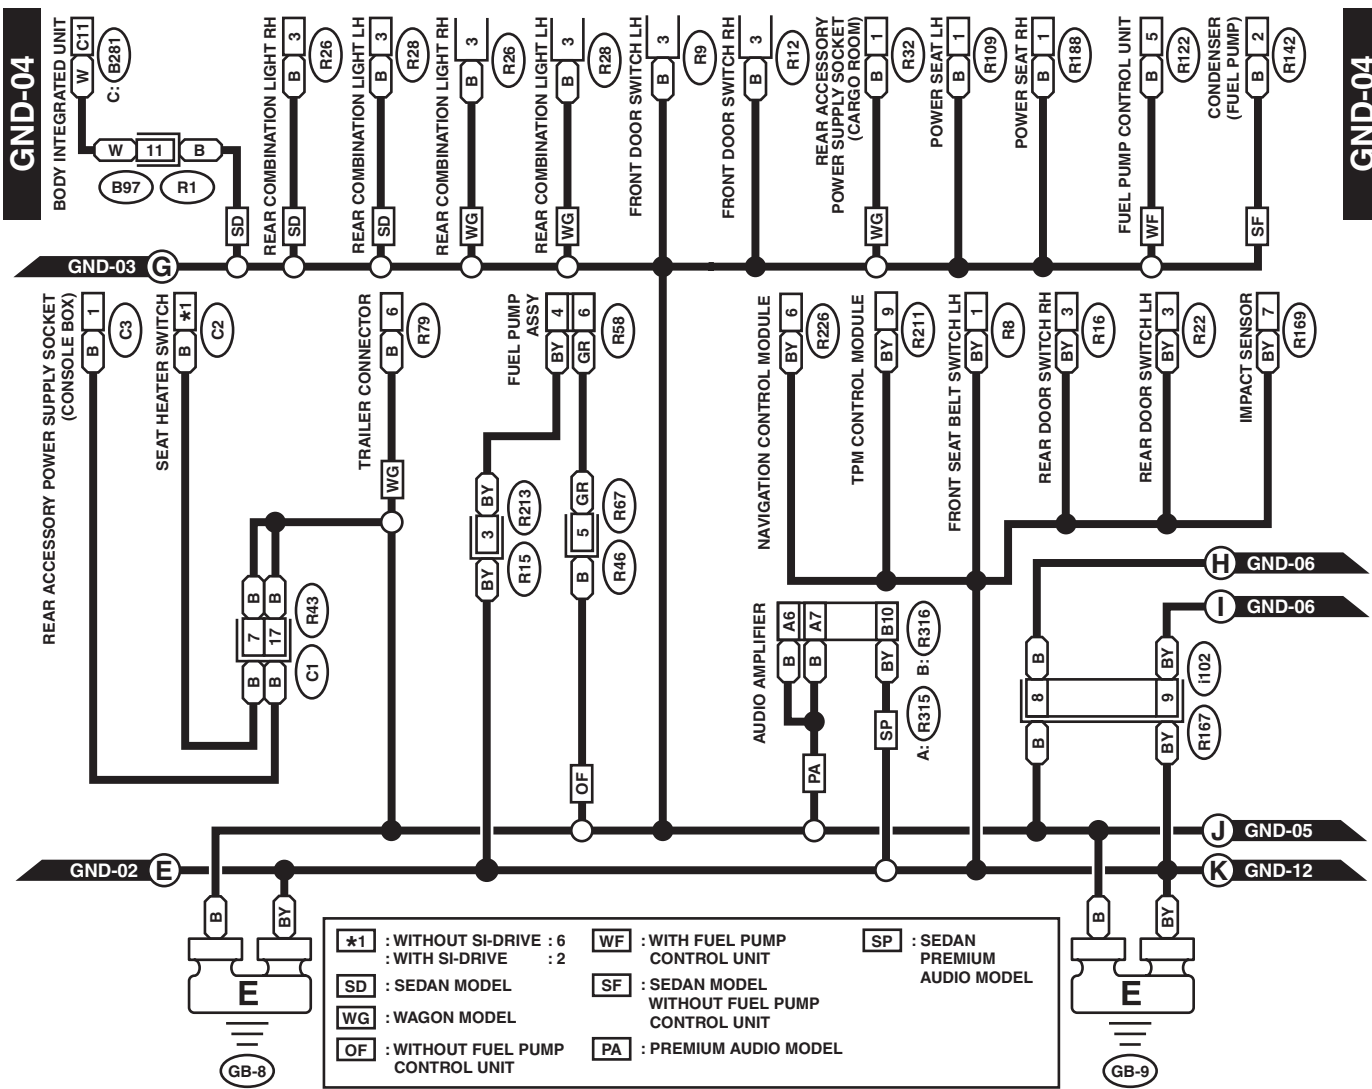 GND-04
GND-04
BODY INTEGRATED UNIT
C11
W
C: B281
W
11
B
B97
R1
SD
REAR COMBINATION LIGHT RH
3
B
R26
SD
REAR COMBINATION LIGHT LH
3
B
R28
SD
REAR COMBINATION LIGHT RH
3
B
R26
WG
REAR COMBINATION LIGHT LH
3
B
R28
WG
FRONT DOOR SWITCH LH
3
B
R9
FRONT DOOR SWITCH RH
3
B
R12
REAR ACCESSORY
POWER SUPPLY SOCKET
(CARGO ROOM)
1
B
R32
WG
POWER SEAT LH
1
B
R109
POWER SEAT RH
1
B
R188
FUEL PUMP CONTROL UNIT
5
B
R122
WF
CONDENSER
(FUEL PUMP)
2
B
R142
SF
GND-03
G
REAR ACCESSORY POWER SUPPLY SOCKET
(CONSOLE BOX)
1
B
C3
SEAT HEATER SWITCH
*1
B
C2
TRAILER CONNECTOR
6
B
R79
WG
FUEL PUMP
ASSY
4
6
BY
GR
R58
BY
3
BY
R213
R15
GR
5
B
R67
R46
OF
NAVIGATION CONTROL MODULE
6
BY
R226
TPM CONTROL MODULE
9
BY
R211
FRONT SEAT BELT SWITCH LH
1
BY
R8
REAR DOOR SWITCH RH
3
BY
R16
REAR DOOR SWITCH LH
3
BY
R22
IMPACT SENSOR
7
BY
R169
B
B
7
17
B
B
R43
C1
AUDIO AMPLIFIER
A6
A7
B10
B
B
BY
B: R316
A: R315
PA
SP
H
GND-06
I
GND-06
B
BY
8
9
B
BY
i102
R167
J
GND-05
GND-02
E
K
GND-12
B
BY
E
GB-8
B
BY
E
GB-9
*1 : WITHOUT SI-DRIVE : 6
: WITH SI-DRIVE : 2
SD : SEDAN MODEL
WG : WAGON MODEL
OF : WITHOUT FUEL PUMP
CONTROL UNIT
WF : WITH FUEL PUMP
CONTROL UNIT
SF : SEDAN MODEL
WITHOUT FUEL PUMP
CONTROL UNIT
PA : PREMIUM AUDIO MODEL
SP : SEDAN
PREMIUM
AUDIO MODEL